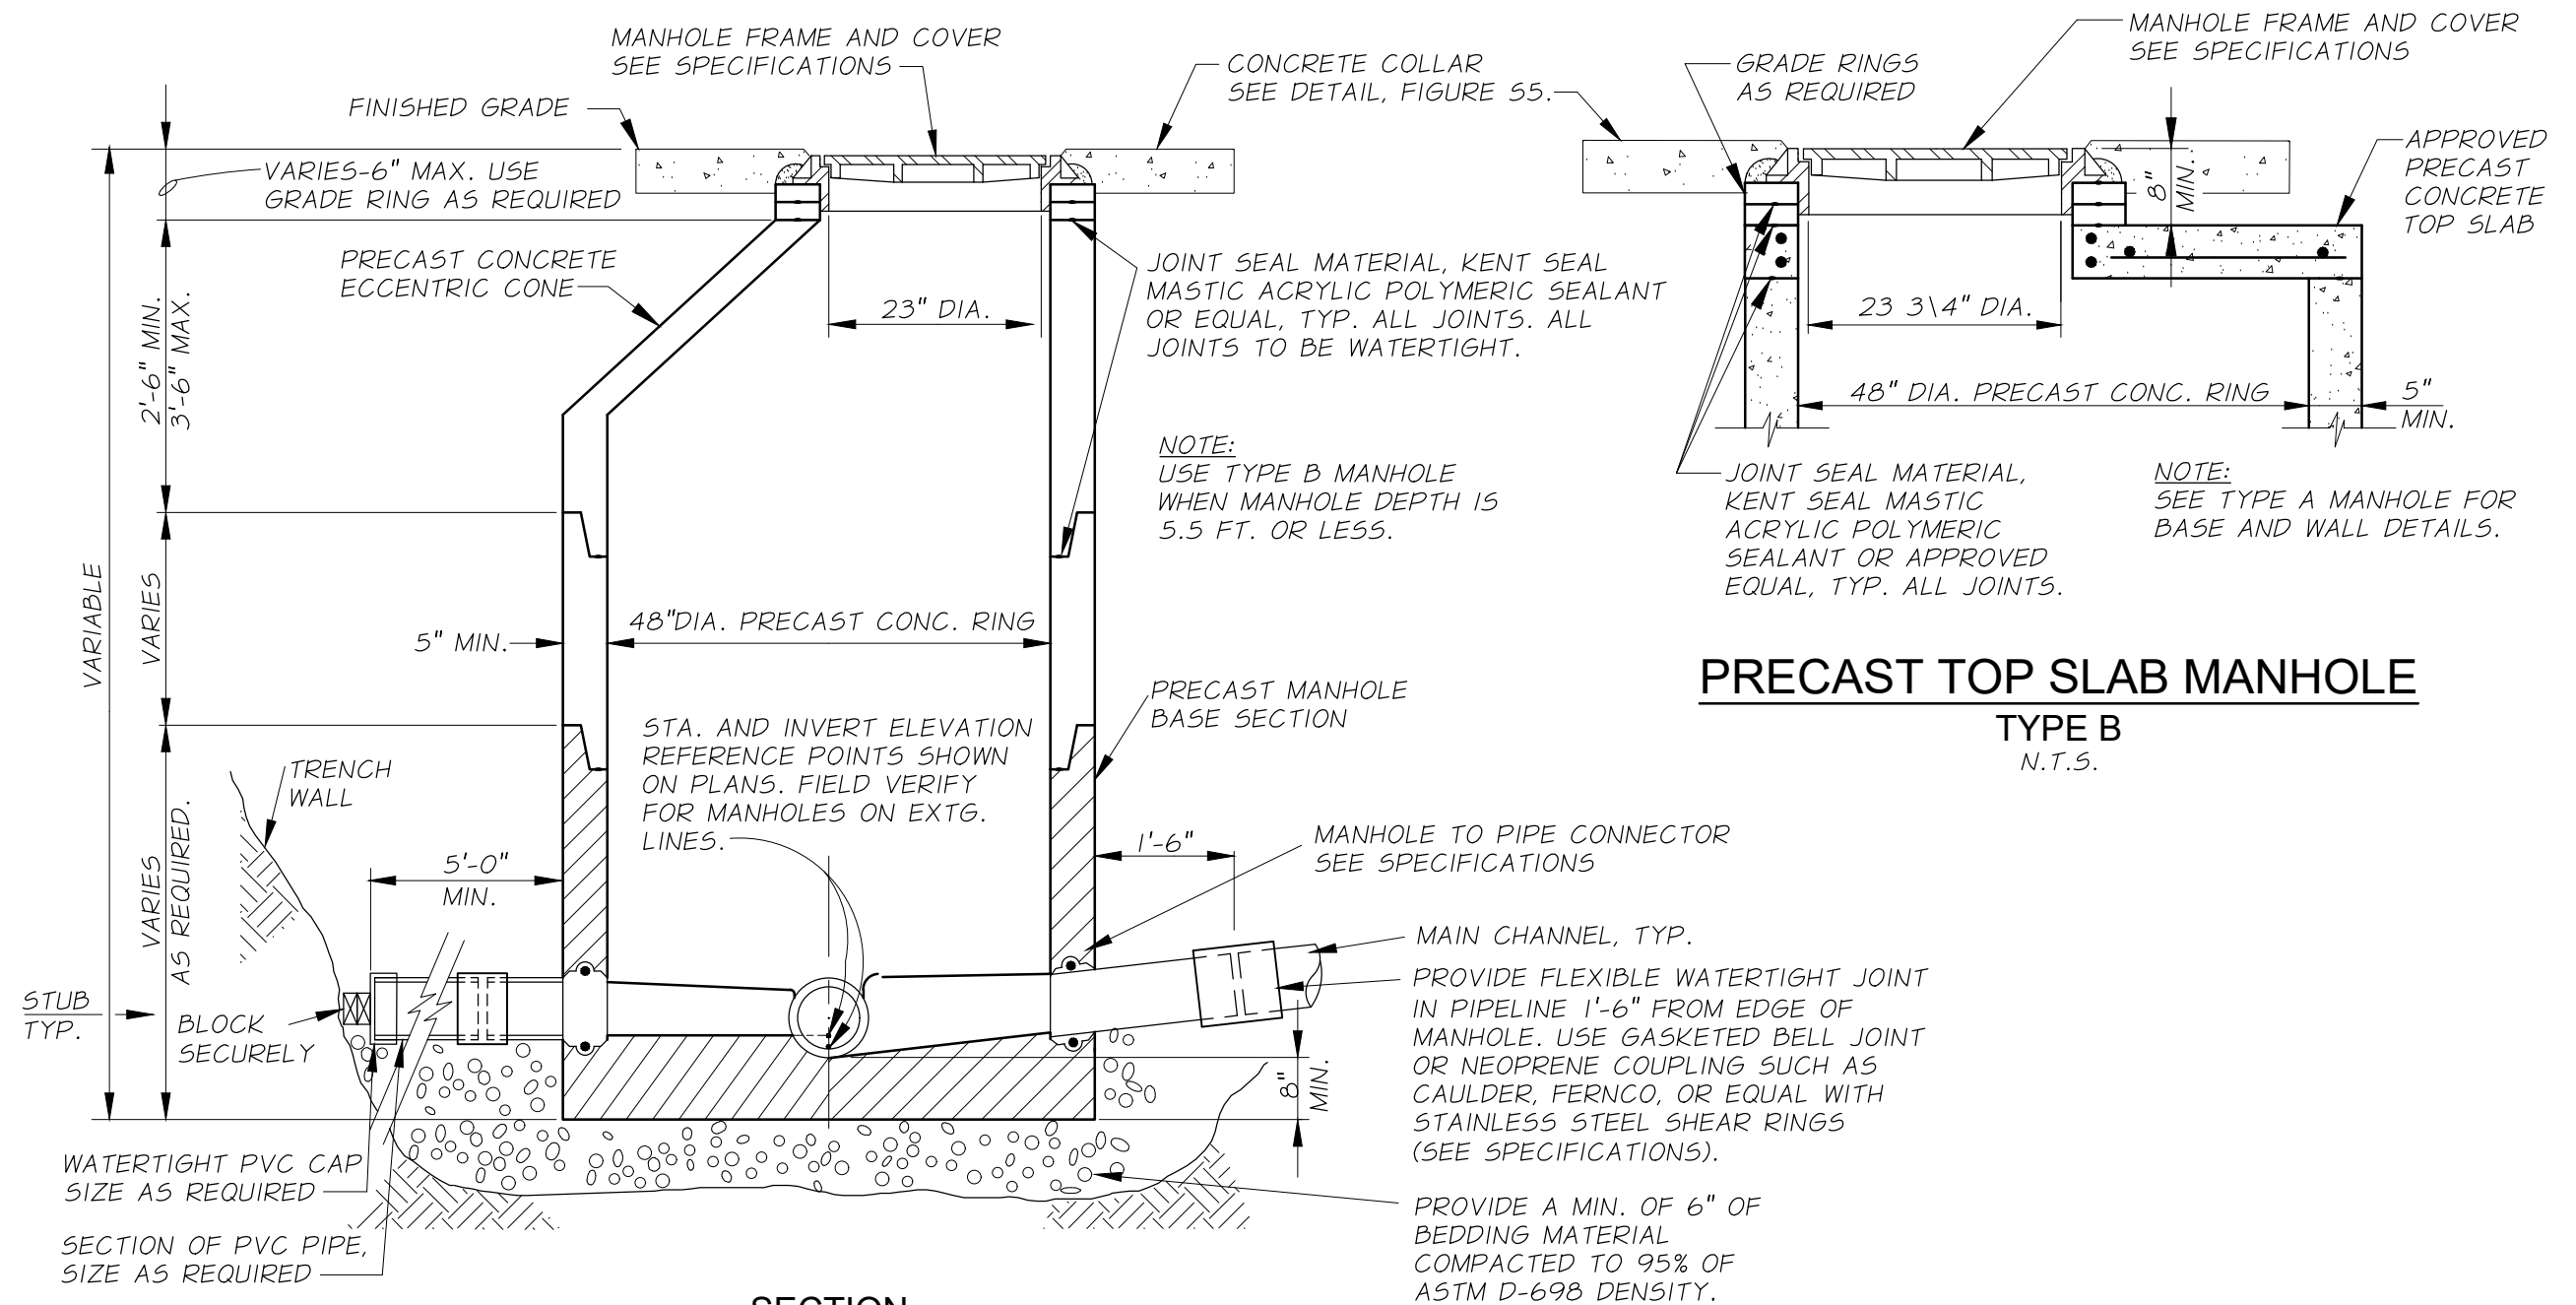 MANHOLE FRAME AND COVER
SEE SPECIFICATIONS
FINISHED GRADE
CONCRETE COLLAR
SEE DETAIL, FIGURE S5.
VARIES-6" MAX. USE
GRADE RING AS REQUIRED
PRECAST CONCRETE
ECCENTRIC CONE
2'-6" MIN.
3'-6" MAX.
23" DIA.
JOINT SEAL MATERIAL, KENT SEAL
MASTIC ACRYLIC POLYMERIC SEALANT
OR EQUAL, TYP. ALL JOINTS. ALL
JOINTS TO BE WATERTIGHT.
NOTE:
USE TYPE B MANHOLE
WHEN MANHOLE DEPTH IS
5.5 FT. OR LESS.
VARIABLE
VARIES
5" MIN.
48"DIA. PRECAST CONC. RING
PRECAST MANHOLE
BASE SECTION
STA. AND INVERT ELEVATION
REFERENCE POINTS SHOWN
ON PLANS. FIELD VERIFY
FOR MANHOLES ON EXTG.
LINES.
TRENCH
WALL
VARIES
AS REQUIRED.
5'-0"
MIN.
1'-6"
MANHOLE TO PIPE CONNECTOR
SEE SPECIFICATIONS
MAIN CHANNEL, TYP.
PROVIDE FLEXIBLE WATERTIGHT JOINT
IN PIPELINE 1'-6" FROM EDGE OF
MANHOLE. USE GASKETED BELL JOINT
OR NEOPRENE COUPLING SUCH AS
CAULDER, FERNCO, OR EQUAL WITH
STAINLESS STEEL SHEAR RINGS
(SEE SPECIFICATIONS).
STUB
TYP.
BLOCK
SECURELY
8"
MIN.
WATERTIGHT PVC CAP
SIZE AS REQUIRED
SECTION OF PVC PIPE,
SIZE AS REQUIRED
PROVIDE A MIN. OF 6" OF
BEDDING MATERIAL
COMPACTED TO 95% OF
ASTM D-698 DENSITY.
SECTION
MANHOLE FRAME AND COVER
SEE SPECIFICATIONS
GRADE RINGS
AS REQUIRED
8"
MIN.
APPROVED
PRECAST
CONCRETE
TOP SLAB
23 3\4" DIA.
48" DIA. PRECAST CONC. RING
5"
MIN.
JOINT SEAL MATERIAL,
KENT SEAL MASTIC
ACRYLIC POLYMERIC
SEALANT OR APPROVED
EQUAL, TYP. ALL JOINTS.
NOTE:
SEE TYPE A MANHOLE FOR
BASE AND WALL DETAILS.
PRECAST TOP SLAB MANHOLE
TYPE B
N.T.S.